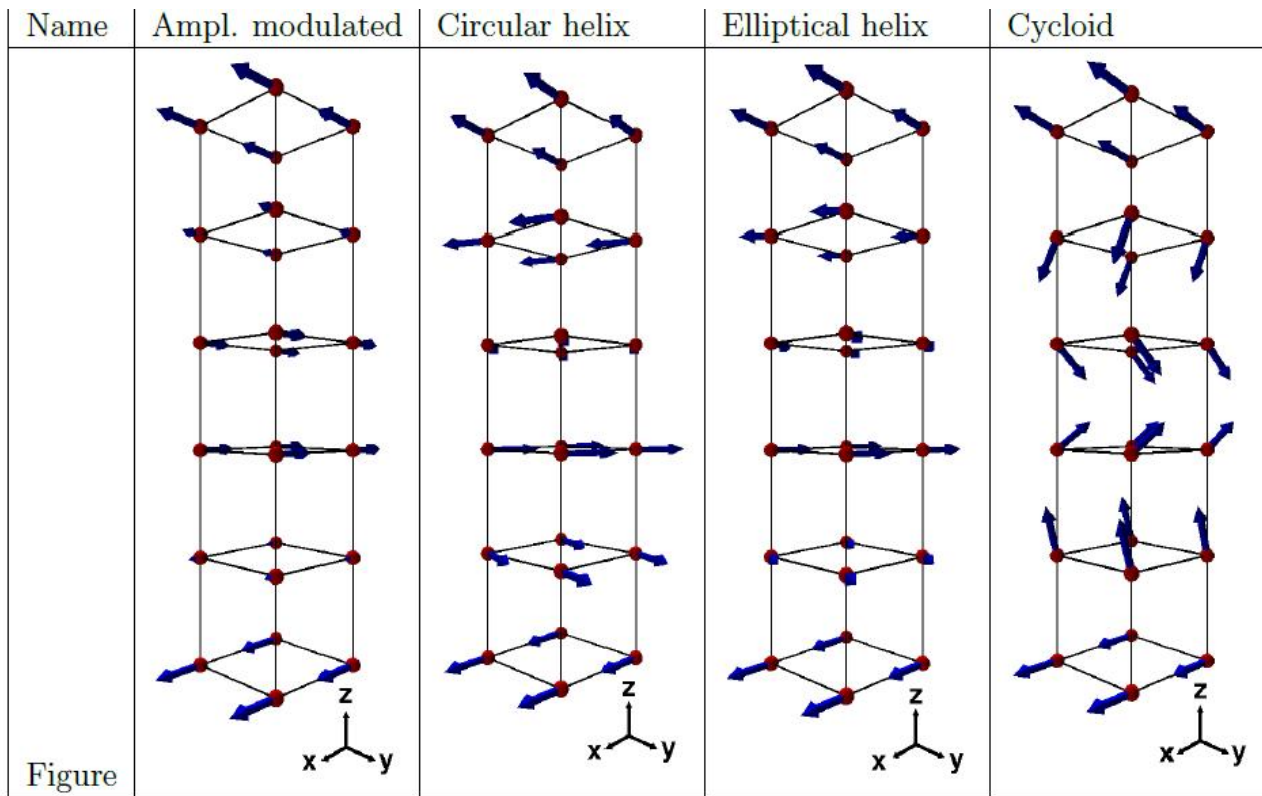 Name Ampl. modulated Circular helix Elliptical helix Cycloid
z z z z
x y x y x y x y
Figure